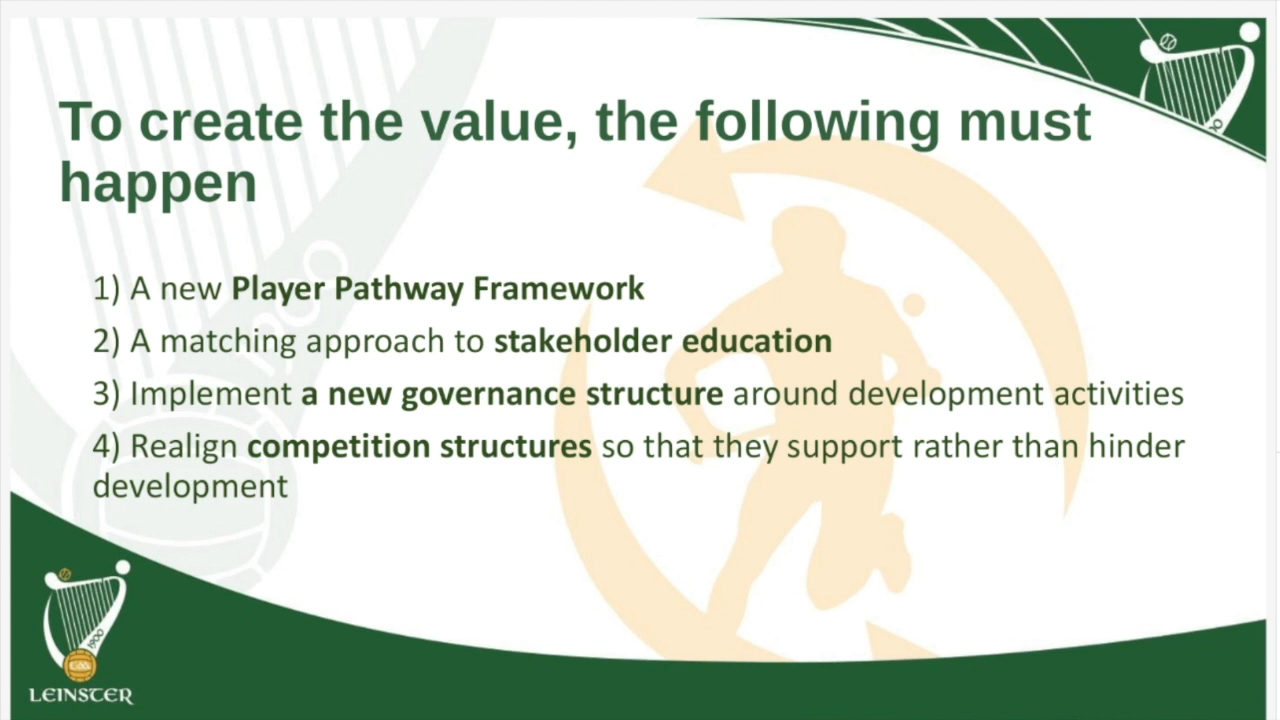 To create the value, the following must
happen
1) A new Player Pathway Framework
2) A matching approach to stakeholder education
3) Implement a new governance structure around development activities
4) Realign competition structures so that they support rather than hinder
development
1900
GAA
LEINSTER